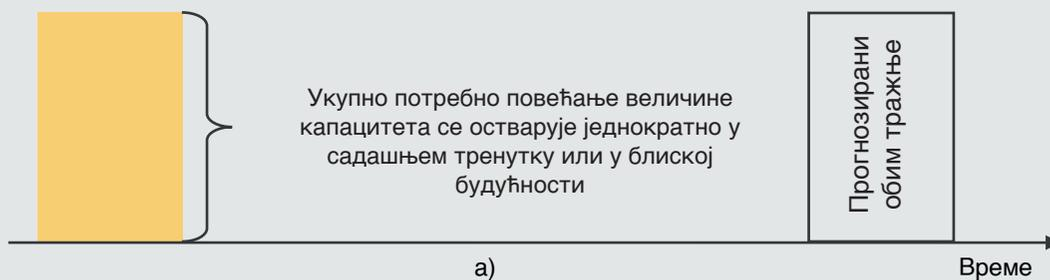 Укупно потребно повећање величине
капацитета се остварује једнократно у
садашњем тренутку или у блиској
будућности
Прогнозирани
обим тражње
а)
Време